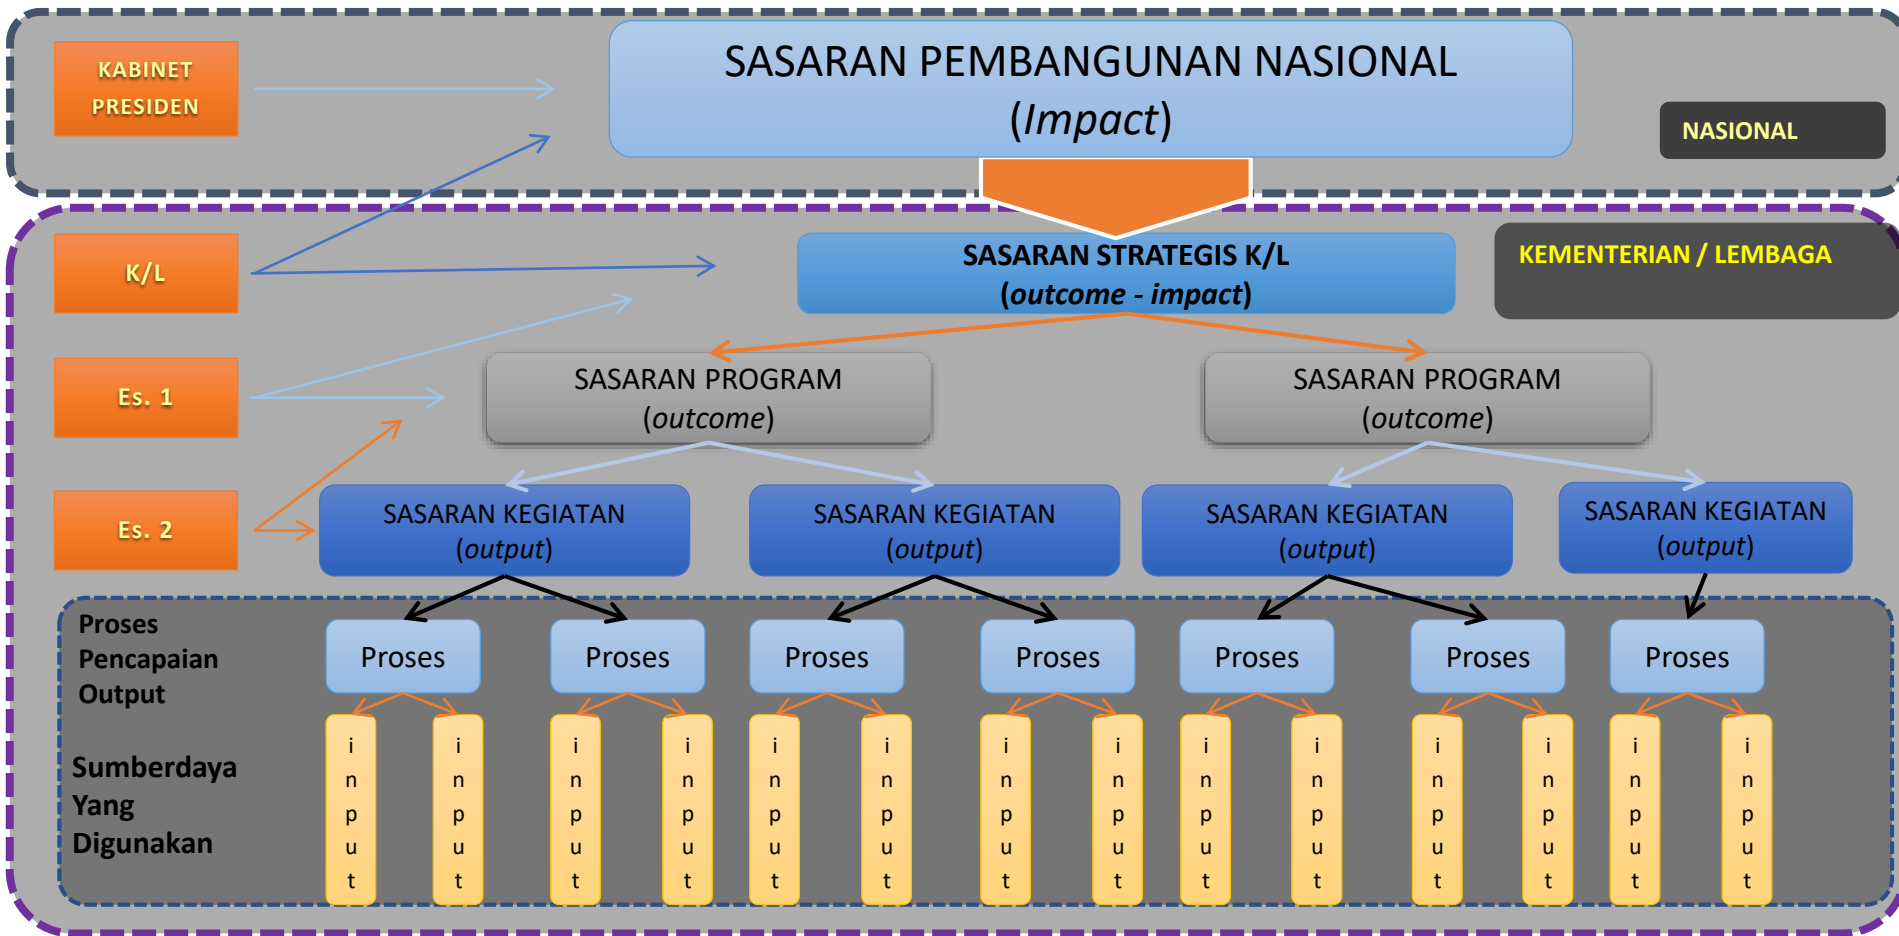 KABINET
PRESIDEN
SASARAN PEMBANGUNAN NASIONAL
(Impact)
NASIONAL
K/L
SASARAN STRATEGIS K/L
(outcome - impact)
KEMENTERIAN / LEMBAGA
Es. 1
SASARAN PROGRAM
(outcome)
SASARAN PROGRAM
(outcome)
Es. 2
SASARAN KEGIATAN
(output)
SASARAN KEGIATAN
(output)
SASARAN KEGIATAN
(output)
SASARAN KEGIATAN
(output)
Proses
Pencapaian
Output
Proses
Proses
Proses
Proses
Proses
Proses
Proses
Sumberdaya
Yang
Digunakan
input
input
input
input
input
input
input
input
input
input
input
input
input
input